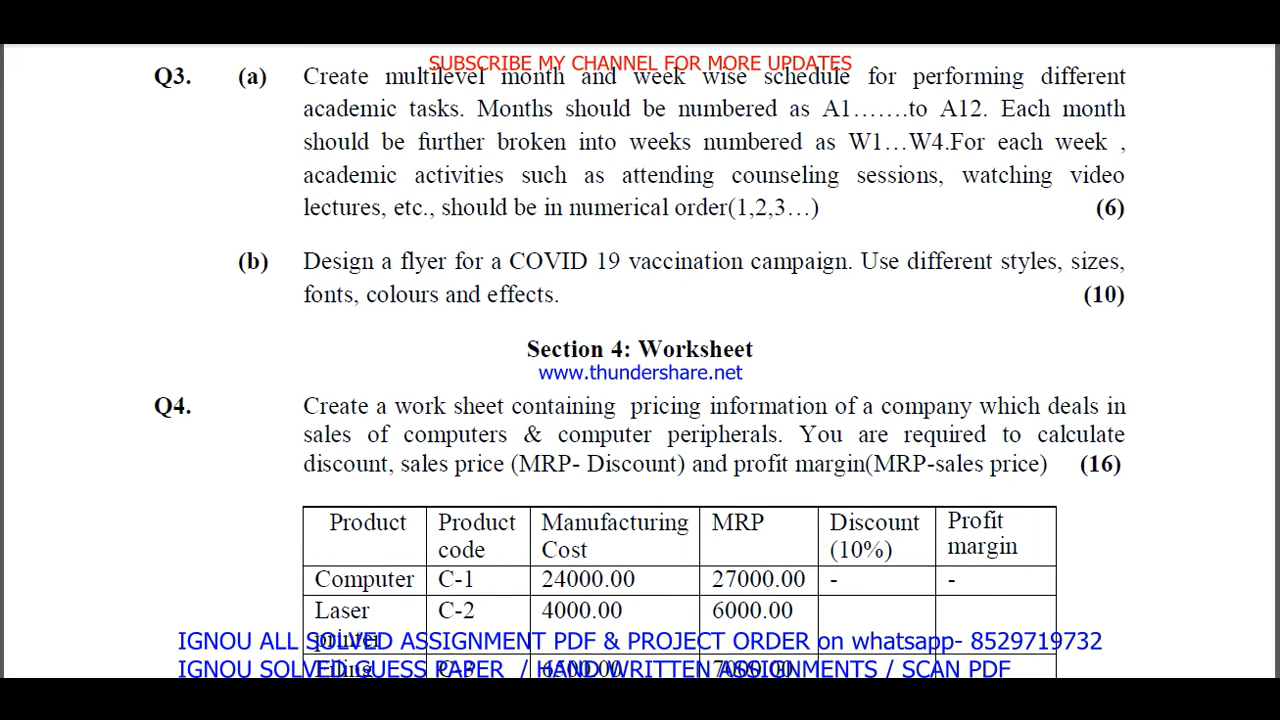 SUBSCRIBE MY CHANNEL FOR MORE UPDATES
Q3. (a) Create multilevel month and week wise schedule for performing different
academic tasks. Months should be numbered as A1…….to A12. Each month
should be further broken into weeks numbered as W1…W4.For each week ,
academic activities such as attending counseling sessions, watching video
lectures, etc., should be in numerical order(1,2,3…) (6)
(b) Design a flyer for a COVID 19 vaccination campaign. Use different styles, sizes,
fonts, colours and effects. (10)
Section 4: Worksheet
www.thundershare.net
Q4. Create a work sheet containing pricing information of a company which deals in
sales of computers & computer peripherals. You are required to calculate
discount, sales price (MRP- Discount) and profit margin(MRP-sales price) (16)
Product Product Manufacturing MRP Discount Profit
code Cost (10%) margin
Computer C-1 24000.00 27000.00 - -
Laser C-2 4000.00 6000.00
printer
IGNOU ALL SOLVED ASSIGNMENT PDF & PROJECT ORDER on whatsapp- 8529719732
IGNOU SOLVED GUESS PAPER / HAND WRITTEN ASSIGNMENTS / SCAN PDF